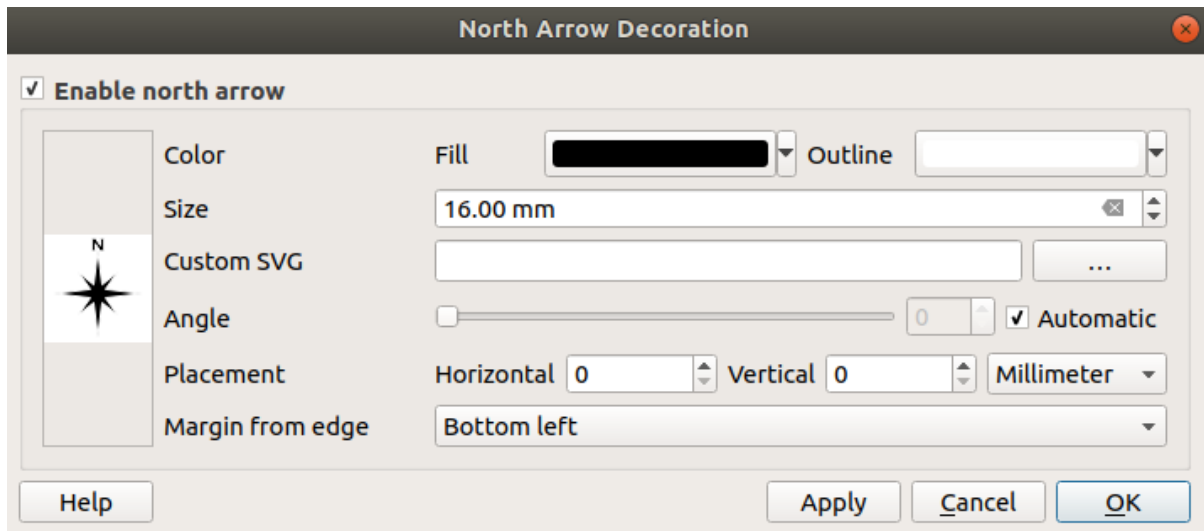 North Arrow Decoration
Enable north arrow
Color Fill Outline
Size 16.00 mm
N
Custom SVG ...
Angle 0 Automatic
Placement Horizontal 0 Vertical 0 Millimeter
Margin from edge Bottom left
Help Apply Cancel OK